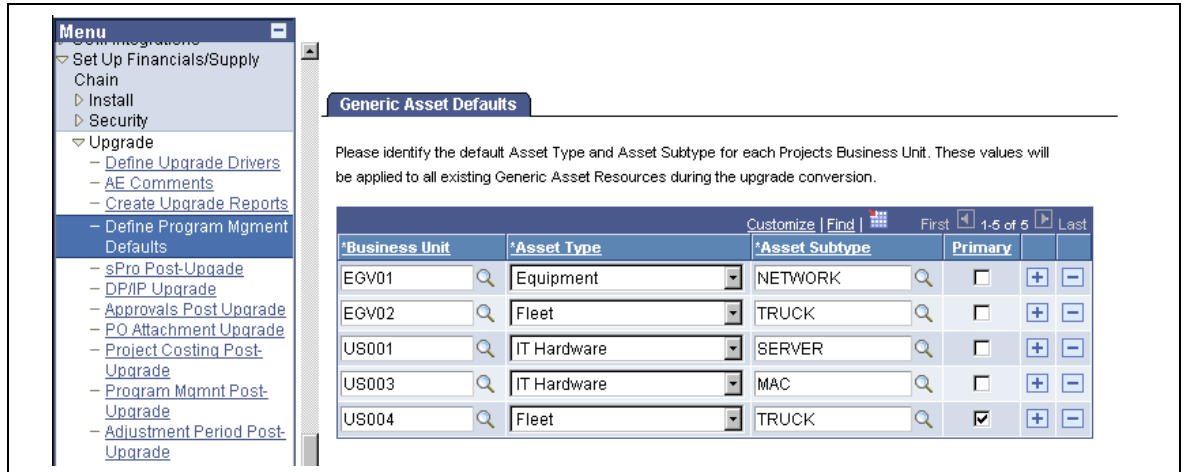 Menu
SCM Integrations
Set Up Financials/Supply
Chain
Install
Security
Upgrade
Define Upgrade Drivers
AE Comments
Create Upgrade Reports
Define Program Mgment
Defaults
sPro Post-Upgade
DP/IP Upgrade
Approvals Post Upgrade
PO Attachment Upgrade
Project Costing Post-
Upgrade
Program Mgmnt Post-
Upgrade
Adjustment Period Post-
Upgrade
Generic Asset Defaults
Please identify the default Asset Type and Asset Subtype for each Projects Business Unit. These values will
be applied to all existing Generic Asset Resources during the upgrade conversion.
Customize | Find | First 1-5 of 5 Last
*Business Unit *Asset Type *Asset Subtype Primary
EGV01 Equipment NETWORK
EGV02 Fleet TRUCK
US001 IT Hardware SERVER
US003 IT Hardware MAC
US004 Fleet TRUCK